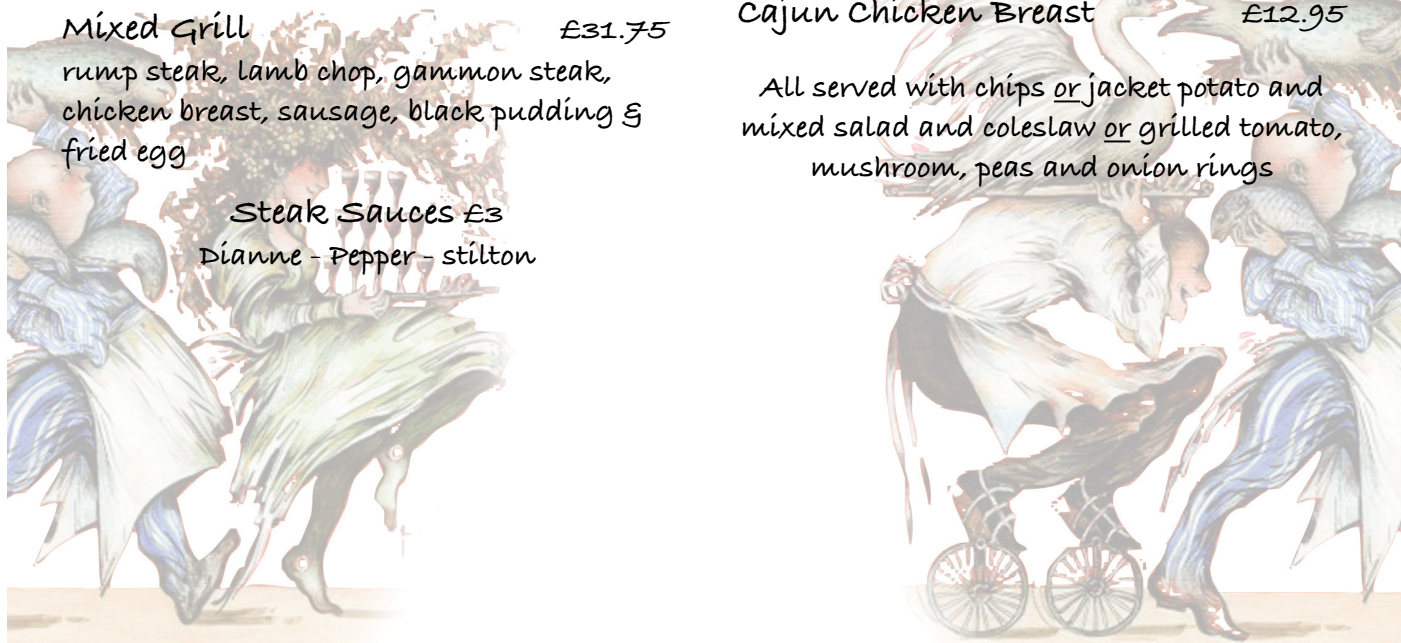 Mixed Grill £31.75
rump steak, lamb chop, gammon steak,
chicken breast, sausage, black pudding &
fried egg
Steak Sauces £3
Dianne - Pepper - stilton
Cajun Chicken Breast £12.95
All served with chips or jacket potato and
mixed salad and coleslaw or grilled tomato,
mushroom, peas and onion rings